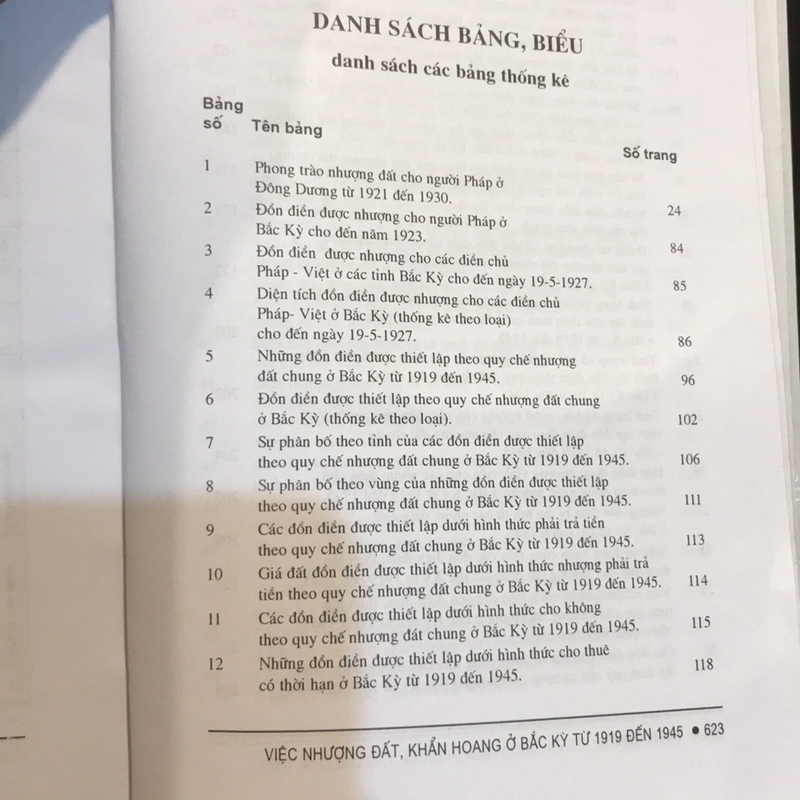 DANH SÁCH BẢNG, BIỂU
danh sách các bảng thống kê
Bảng số Tên bảng Số trang
1 Phong trào nhượng đất cho người Pháp ở
Đông Dương từ 1921 đến 1930. 24
2 Đồn điền được nhượng cho người Pháp ở
Bắc Kỳ cho đến năm 1923. 84
3 Đồn điền được nhượng cho các điền chủ
Pháp - Việt ở các tỉnh Bắc Kỳ cho đến ngày 19-5-1927. 85
4 Diện tích đồn điền được nhượng cho các điền chủ
Pháp- Việt ở Bắc Kỳ (thống kê theo loại)
cho đến ngày 19-5-1927. 86
5 Những đồn điền được thiết lập theo quy chế nhượng
đất chung ở Bắc Kỳ từ 1919 đến 1945. 96
6 Đồn điền được thiết lập theo quy chế nhượng đất chung
ở Bắc Kỳ (thống kê theo loại). 102
7 Sự phân bố theo tỉnh của các đồn điền được thiết lập
theo quy chế nhượng đất chung ở Bắc Kỳ từ 1919 đến 1945. 106
8 Sự phân bố theo vùng của những đồn điền được thiết lập
theo quy chế nhượng đất chung ở Bắc Kỳ từ 1919 đến 1945. 111
9 Các đồn điền được thiết lập dưới hình thức phải trả tiền
theo quy chế nhượng đất chung ở Bắc Kỳ từ 1919 đến 1945. 113
10 Giá đất đồn điền được thiết lập dưới hình thức nhượng phải trả
tiền theo quy chế nhượng đất chung ở Bắc Kỳ từ 1919 đến 1945. 114
11 Các đồn điền được thiết lập dưới hình thức cho không
theo quy chế nhượng đát chung ở Bắc Kỳ từ 1919 đến 1945. 115
12 Những đồn điền được thiết lập dưới hình thức cho thuê
có thời hạn ở Bắc Kỳ từ 1919 đến 1945. 118
VIỆC NHƯỢNG ĐẤT, KHẨN HOANG Ở BẮC KỲ TỪ 1919 ĐẾN 1945 • 623